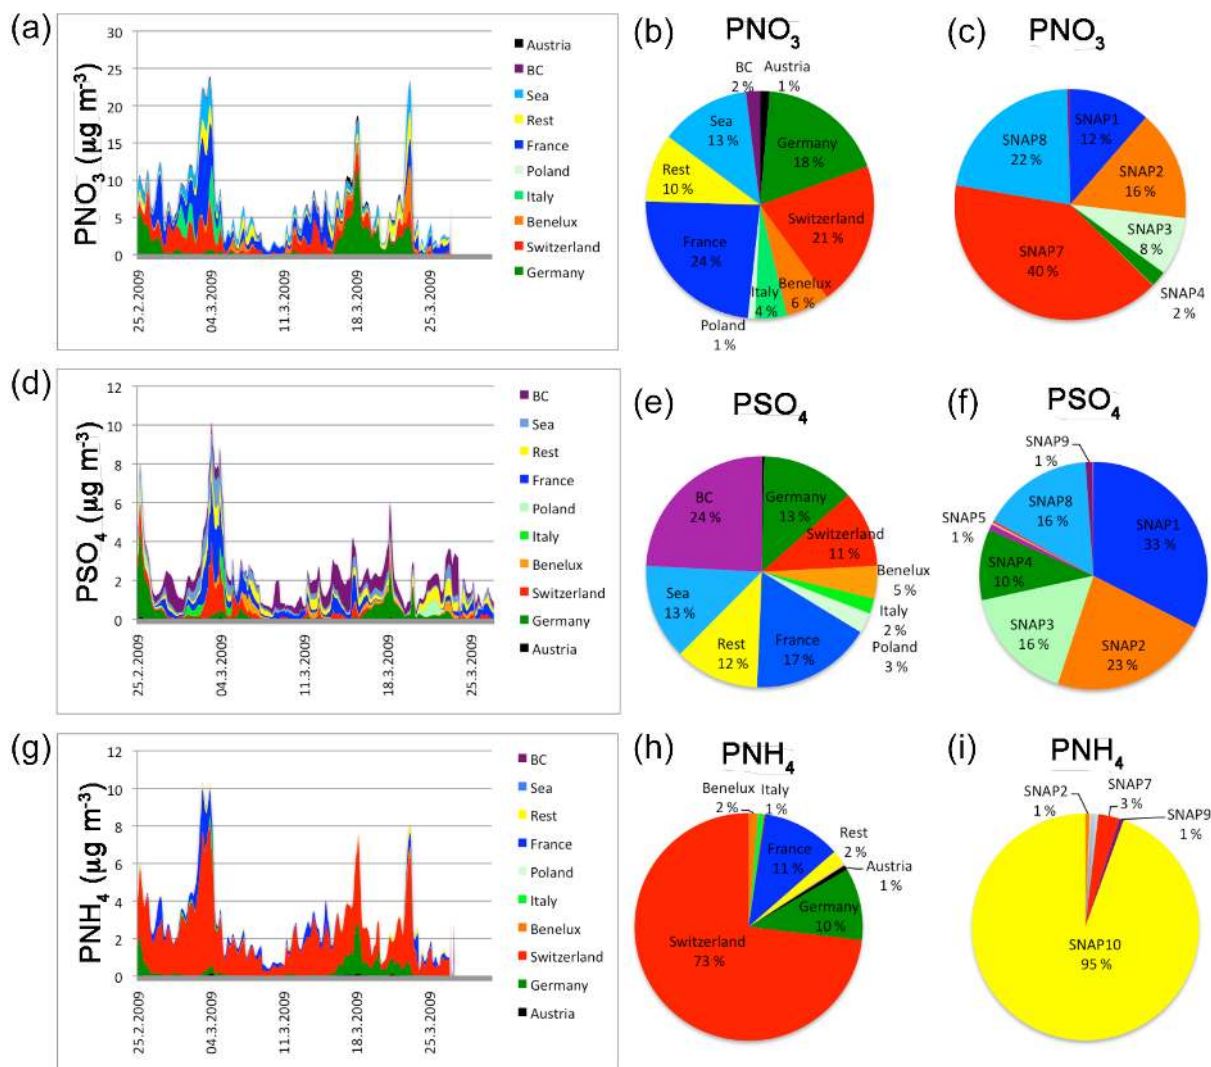 (a)
PNO3 (µg m-3)
30
25
20
15
10
5
0
25.2.2009
04.3.2009
11.3.2009
18.3.2009
25.3.2009
Austria
BC
Sea
Rest
France
Poland
Italy
Benelux
Switzerland
Germany
(b)
PNO3
BC
2 %
Austria
1 %
Germany
18 %
Switzerland
21 %
Benelux
6 %
Italy
4 %
Poland
1 %
France
24 %
Rest
10 %
Sea
13 %
(c)
PNO3
SNAP1
12 %
SNAP2
16 %
SNAP3
8 %
SNAP4
2 %
SNAP7
40 %
SNAP8
22 %
(d)
PSO4 (µg m-3)
12
10
8
6
4
2
0
25.2.2009
04.3.2009
11.3.2009
18.3.2009
25.3.2009
BC
Sea
Rest
France
Poland
Italy
Benelux
Switzerland
Germany
Austria
(e)
PSO4
BC
24 %
Germany
13 %
Switzerland
11 %
Benelux
5 %
Italy
2 %
Poland
3 %
France
17 %
Rest
12 %
Sea
13 %
(f)
PSO4
SNAP9
1 %
SNAP1
33 %
SNAP2
23 %
SNAP3
16 %
SNAP4
10 %
SNAP5
1 %
SNAP8
16 %
(g)
PNH4 (µg m-3)
12
10
8
6
4
2
0
25.2.2009
04.3.2009
11.3.2009
18.3.2009
25.3.2009
BC
Sea
Rest
France
Poland
Italy
Benelux
Switzerland
Germany
Austria
(h)
PNH4
Benelux
2 %
Italy
1 %
France
11 %
Rest
2 %
Austria
1 %
Germany
10 %
Switzerland
73 %
(i)
PNH4
SNAP2
1 %
SNAP7
3 %
SNAP9
1 %
SNAP10
95 %